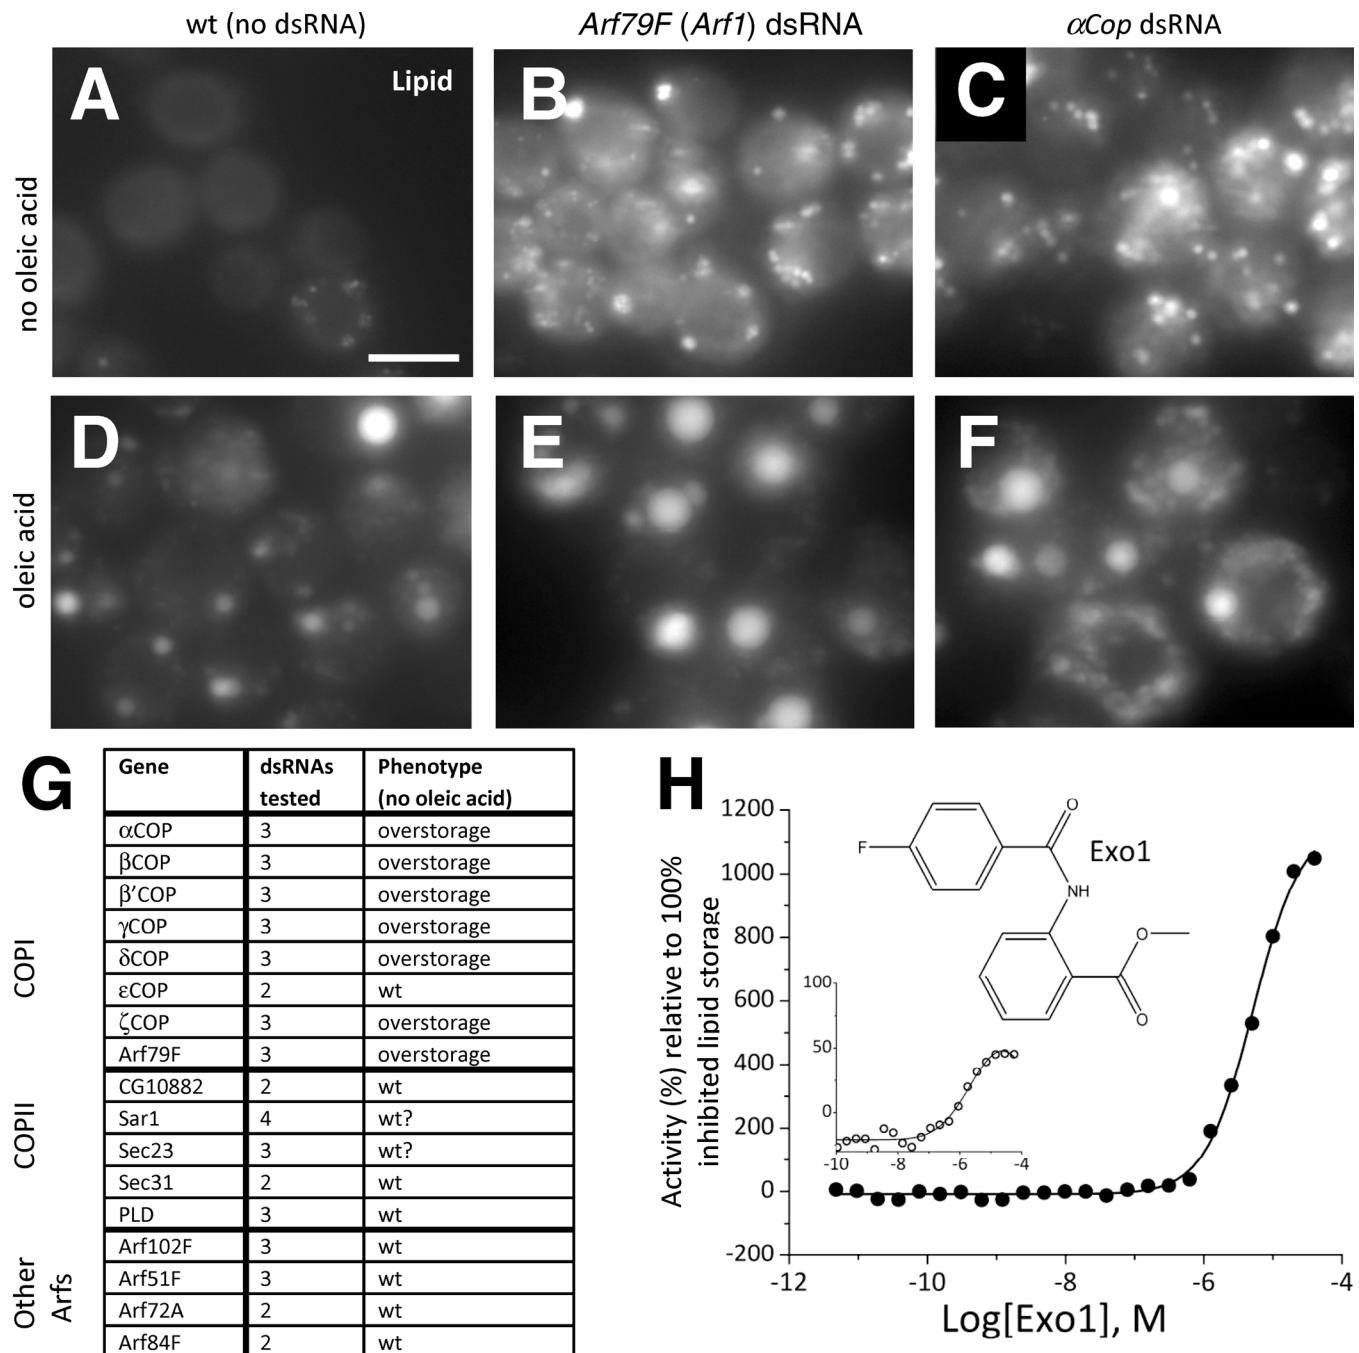 wt (no dsRNA)
Arf79F (Arf1) dsRNA
αCop dsRNA
no oleic acid
A
Lipid
B
C
oleic acid
D
E
F
G
Gene dsRNAs tested Phenotype (no oleic acid)
COPI
αCOP 3 overstorage
βCOP 3 overstorage
β’COP 3 overstorage
γCOP 3 overstorage
δCOP 3 overstorage
εCOP 2 wt
ζCOP 3 overstorage
Arf79F 3 overstorage
COPII
CG10882 2 wt
Sar1 4 wt?
Sec23 3 wt?
Sec31 2 wt
PLD 3 wt
Other Arfs
Arf102F 3 wt
Arf51F 3 wt
Arf72A 2 wt
Arf84F 2 wt
H
Activity (%) relative to 100%
inhibited lipid storage
1200
1000
800
600
400
200
0
-200
-12 -10 -8 -6 -4
Log[Exo1], M
F
O
NH
O
O
Exo1
100
50
0
-10 -8 -6 -4